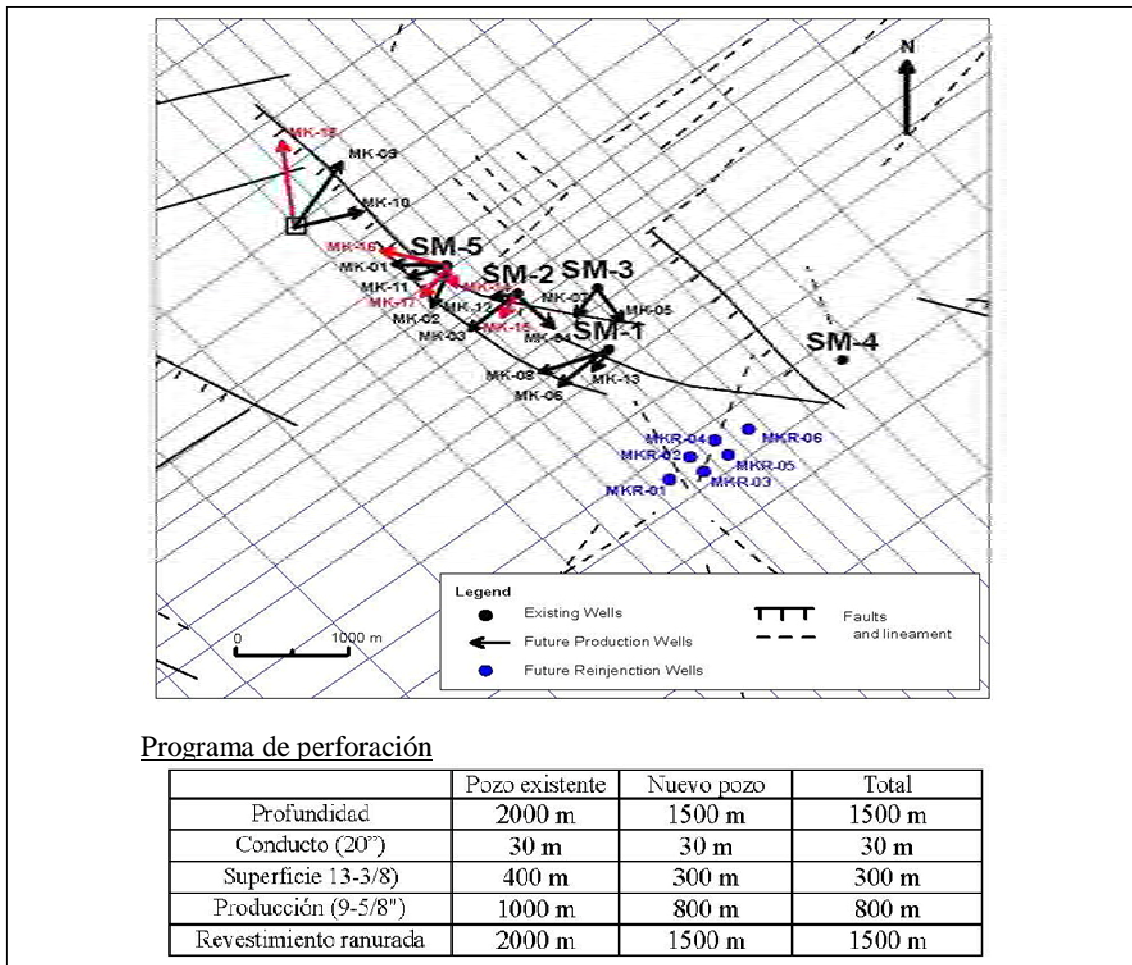 N
MK-09
MK-10
MK-16
SM-5
MK-01
SM-2
SM-3
MK-11
MK-17
MK-07
MK-02
MK-12
MK-05
MK-03
MK-15
MK-04
SM-1
SM-4
MK-08
MK-13
MK-06
MKR-04
MKR-06
MKR-02
MKR-05
MKR-01
MKR-03
Legend
Existing Wells
Faults
and lineament
Future Production Wells
Future Reinjenction Wells
0 1000 m
Programa de perforación
Pozo existente Nuevo pozo Total
Profundidad 2000 m 1500 m 1500 m
Conducto (20") 30 m 30 m 30 m
Superficie 13-3/8) 400 m 300 m 300 m
Producción (9-5/8") 1000 m 800 m 800 m
Revestimiento ranurada 2000 m 1500 m 1500 m